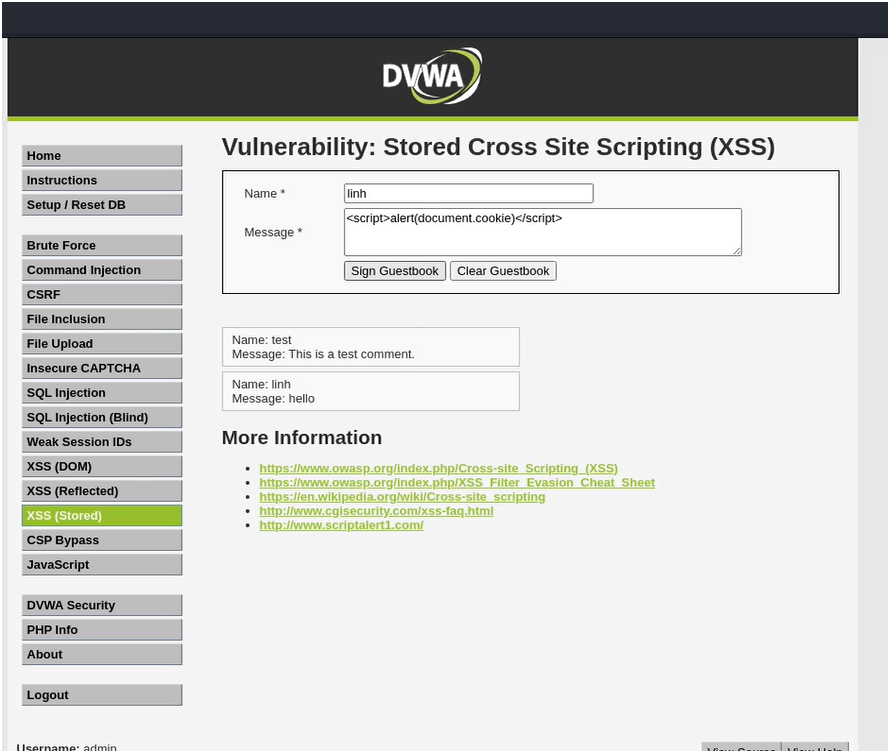 DVWA
Vulnerability: Stored Cross Site Scripting (XSS)
Home
Instructions
Setup / Reset DB
Brute Force
Command Injection
CSRF
File Inclusion
File Upload
Insecure CAPTCHA
SQL Injection
SQL Injection (Blind)
Weak Session IDs
XSS (DOM)
XSS (Reflected)
XSS (Stored)
CSP Bypass
JavaScript
DVWA Security
PHP Info
About
Logout
Name * linh
Message * <script>alert(document.cookie)</script>
Sign Guestbook Clear Guestbook
Name: test
Message: This is a test comment.
Name: linh
Message: hello
More Information
https://www.owasp.org/index.php/Cross-site_Scripting_(XSS)
https://www.owasp.org/index.php/XSS_Filter_Evasion_Cheat_Sheet
https://en.wikipedia.org/wiki/Cross-site_scripting
http://www.cgisecurity.com/xss-faq.html
http://www.scriptalert1.com/
Username: admin
View Source View Help